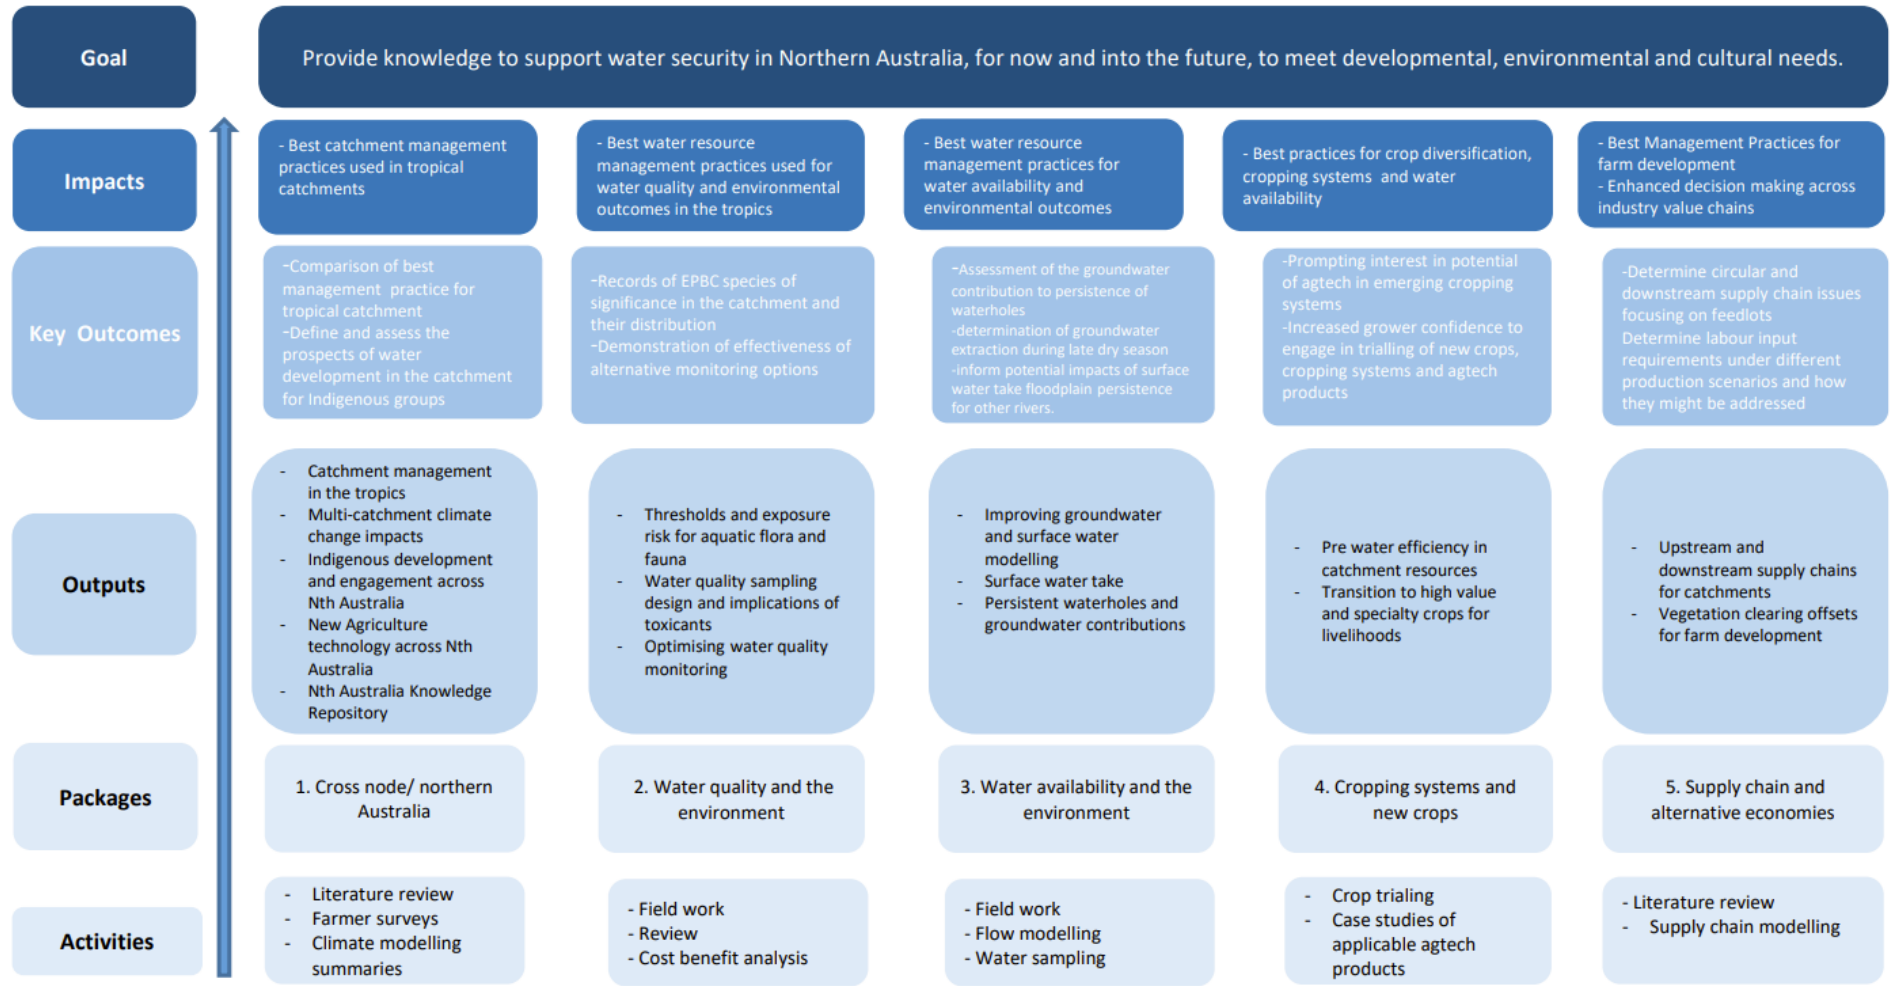 Goal
Provide knowledge to support water security in Northern Australia, for now and into the future, to meet developmental, environmental and cultural needs.
Impacts
- Best catchment management
practices used in tropical
catchments
- Best water resource
management practices used for
water quality and environmental
outcomes in the tropics
- Best water resource
management practices for
water availability and
environmental outcomes
- Best practices for crop diversification,
cropping systems and water
availability
- Best Management Practices for
farm development
- Enhanced decision making across
industry value chains
Key Outcomes
-Comparison of best
management practice for
tropical catchment
-Define and assess the
prospects of water
development in the catchment
for Indigenous groups
-Records of EPBC species of
significance in the catchment and
their distribution
-Demonstration of effectiveness of
alternative monitoring options
-Assessment of the groundwater
contribution to persistence of
waterholes
-determination of groundwater
extraction during late dry season
-inform potential impacts of surface
water take floodplain persistence
for other rivers.
-Prompting interest in potential
of agtech in emerging cropping
systems
-Increased grower confidence to
engage in trialling of new crops,
cropping systems and agtech
products
-Determine circular and
downstream supply chain issues
focusing on feedlots
Determine labour input
requirements under different
production scenarios and how
they might be addressed
Outputs
- Catchment management
in the tropics
- Multi-catchment climate
change impacts
- Indigenous development
and engagement across
Nth Australia
- New Agriculture
technology across Nth
Australia
- Nth Australia Knowledge
Repository
- Thresholds and exposure
risk for aquatic flora and
fauna
- Water quality sampling
design and implications of
toxicants
- Optimising water quality
monitoring
- Improving groundwater
and surface water
modelling
- Surface water take
- Persistent waterholes and
groundwater contributions
- Pre water efficiency in
catchment resources
- Transition to high value
and specialty crops for
livelihoods
- Upstream and
downstream supply chains
for catchments
- Vegetation clearing offsets
for farm development
Packages
1. Cross node/ northern
Australia
2. Water quality and the
environment
3. Water availability and the
environment
4. Cropping systems and
new crops
5. Supply chain and
alternative economies
Activities
- Literature review
- Farmer surveys
- Climate modelling
summaries
- Field work
- Review
- Cost benefit analysis
- Field work
- Flow modelling
- Water sampling
- Crop trialing
- Case studies of
applicable agtech
products
- Literature review
- Supply chain modelling